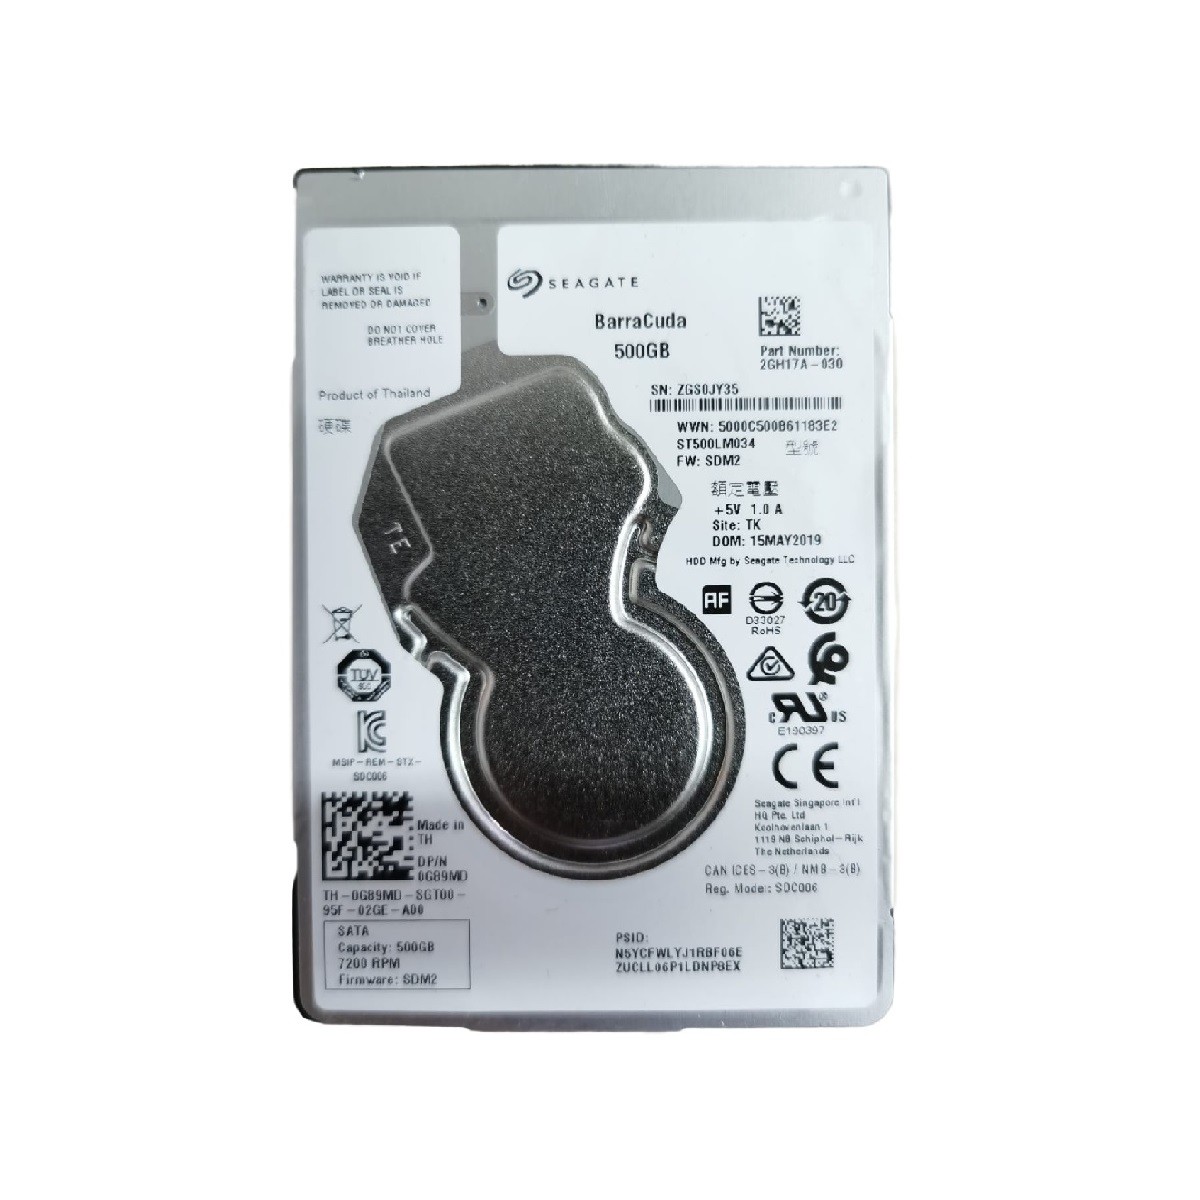 WARRANTY IS VOID IF
LABEL OR SEAL IS
REMOVED OR DAMAGED
DO NOT COVER
BREATHER HOLE
Product of Thailand
硬碟
SEAGATE
BarraCuda
500GB
Part Number:
2GH17A-030
SN: ZGS0JY35
WWN: 5000C500B61183E2
ST500LM034 型號
FW: SDM2
額定電壓
+5V 1.0 A
Site: TK
DOM: 15MAY2019
HDD Mfg by Seagate Technology LLC
TE
AF
20
D33027
RoHS
TUV
c RU ® US
E190397
CE
MSIP-REM-STZ-
SDC006
Made in
TH
DP/N
0G89MD
TH-0G89MD-SGT00-
95F-02GE-A00
SATA
Capacity: 500GB
7200 RPM
Firmware: SDM2
Seagate Singapore Int'l
HQ Pte. Ltd
Koolhovenlaan 1
1119 NB Schiphol-Rijk
The Netherlands
CAN ICES-3(B) / NMB-3(B)
Reg. Model: SDC006
PSID:
N5YCFWLYJ1RBF06E
ZUCLL06P1LDNP8EX